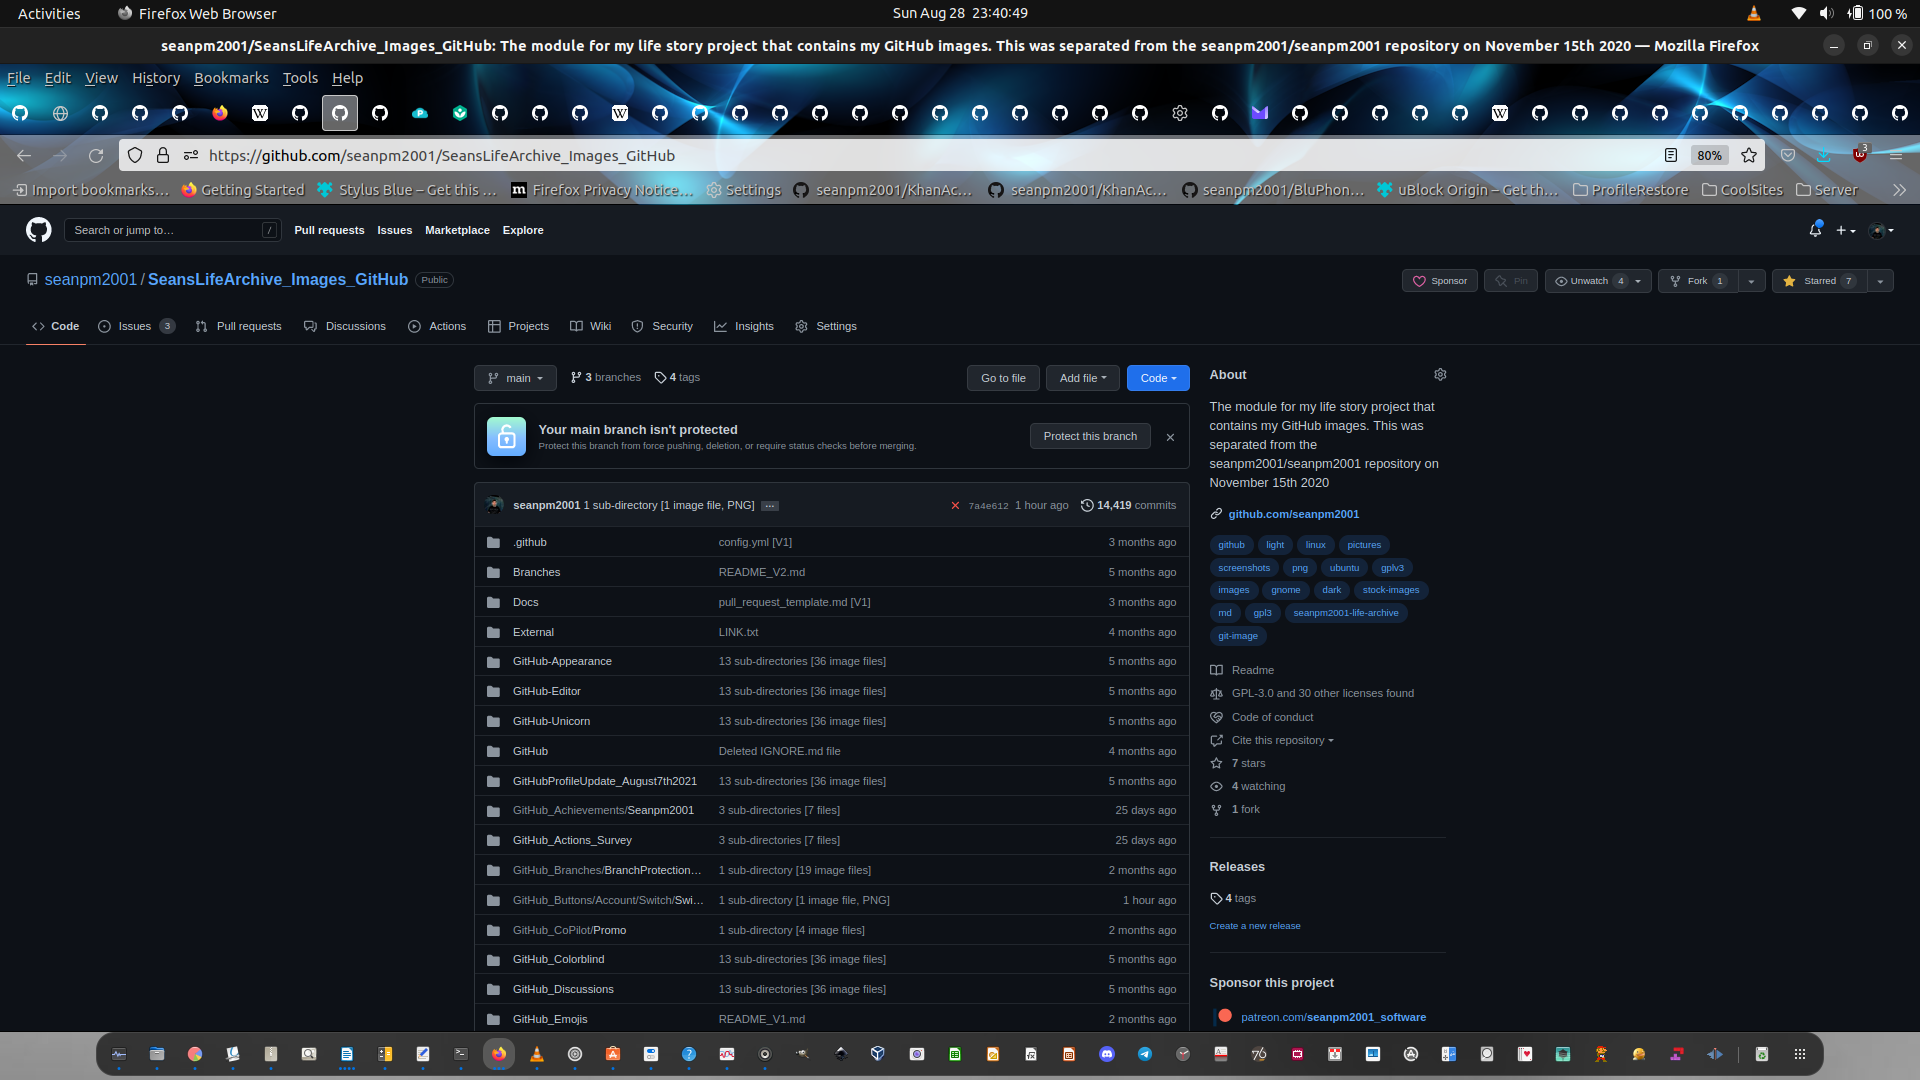 Activities Firefox Web Browser Sun Aug 28 23:40:49 100 %
seanpm2001/SeansLifeArchive_Images_GitHub: The module for my life story project that contains my GitHub images. This was separated from the seanpm2001/seanpm2001 repository on November 15th 2020 — Mozilla Firefox
File Edit View History Bookmarks Tools Help
https://github.com/seanpm2001/SeansLifeArchive_Images_GitHub 80% 3
Import bookmarks… Getting Started Stylus Blue – Get this … Firefox Privacy Notice… Settings seanpm2001/KhanAc… seanpm2001/KhanAc… seanpm2001/BluPhon… uBlock Origin – Get th… ProfileRestore CoolSites Server
Search or jump to… / Pull requests Issues Marketplace Explore
seanpm2001 / SeansLifeArchive_Images_GitHub Public Sponsor Pin Unwatch 4 Fork 1 Starred 7
Code Issues 3 Pull requests Discussions Actions Projects Wiki Security Insights Settings
main 3 branches 4 tags Go to file Add file Code
Your main branch isn't protected
Protect this branch from force pushing, deletion, or require status checks before merging.
Protect this branch
seanpm2001 1 sub-directory [1 image file, PNG] … 7a4e612 1 hour ago 14,419 commits
.github config.yml [V1] 3 months ago
Branches README_V2.md 5 months ago
Docs pull_request_template.md [V1] 3 months ago
External LINK.txt 4 months ago
GitHub-Appearance 13 sub-directories [36 image files] 5 months ago
GitHub-Editor 13 sub-directories [36 image files] 5 months ago
GitHub-Unicorn 13 sub-directories [36 image files] 5 months ago
GitHub Deleted IGNORE.md file 4 months ago
GitHubProfileUpdate_August7th2021 13 sub-directories [36 image files] 5 months ago
GitHub_Achievements/Seanpm2001 3 sub-directories [7 files] 25 days ago
GitHub_Actions_Survey 3 sub-directories [7 files] 25 days ago
GitHub_Branches/BranchProtection… 1 sub-directory [19 image files] 2 months ago
GitHub_Buttons/Account/Switch/Swi… 1 sub-directory [1 image file, PNG] 1 hour ago
GitHub_CoPilot/Promo 1 sub-directory [4 image files] 2 months ago
GitHub_Colorblind 13 sub-directories [36 image files] 5 months ago
GitHub_Discussions 13 sub-directories [36 image files] 5 months ago
GitHub_Emojis README_V1.md 2 months ago
About
The module for my life story project that
contains my GitHub images. This was
separated from the
seanpm2001/seanpm2001 repository on
November 15th 2020
github.com/seanpm2001
github light linux pictures
screenshots png ubuntu gplv3
images gnome dark stock-images
md gpl3 seanpm2001-life-archive
git-image
Readme
GPL-3.0 and 30 other licenses found
Code of conduct
Cite this repository
7 stars
4 watching
1 fork
Releases
4 tags
Create a new release
Sponsor this project
patreon.com/seanpm2001_software